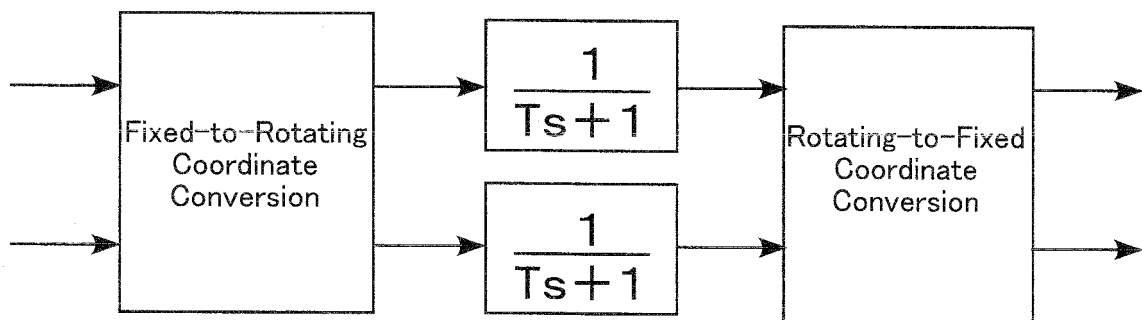 Fixed-to-Rotating
Coordinate
Conversion
1
Ts+1
1
Ts+1
Rotating-to-Fixed
Coordinate
Conversion